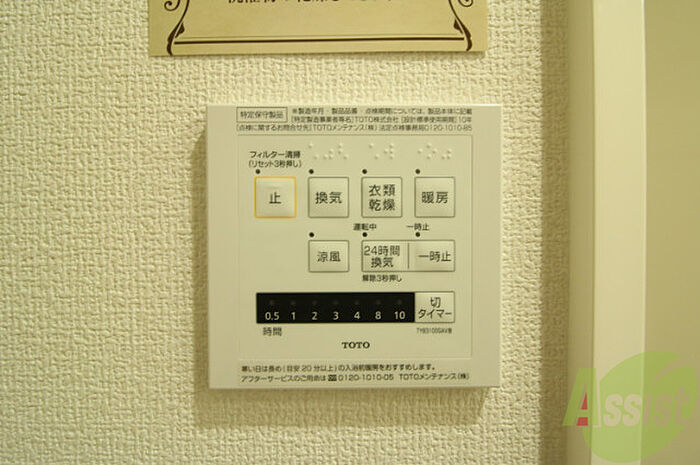 特定保守製品
※製造年月・製品品番・点検期間については、製品本体に記載
[特定製造事業者等名] TOTO株式会社 [設計標準使用期間] 10年
[点検に関するお問合せ先] TOTOメンテナンス(株) 法定点検事務局0120-1010-85
フィルター清掃
(リセット3秒押し)
止
換気
衣類
乾燥
暖房
運転中
一時止
涼風
24時間
換気
一時止
解除3秒押し
0.5 1 2 3 4 8 10
切
タイマー
時間
TOTO
寒い日は長め(目安20分以上)の入浴前暖房をおすすめします。
アフターサービスのご用命は 0120-1010-05 TOTOメンテナンス(株)
Assist